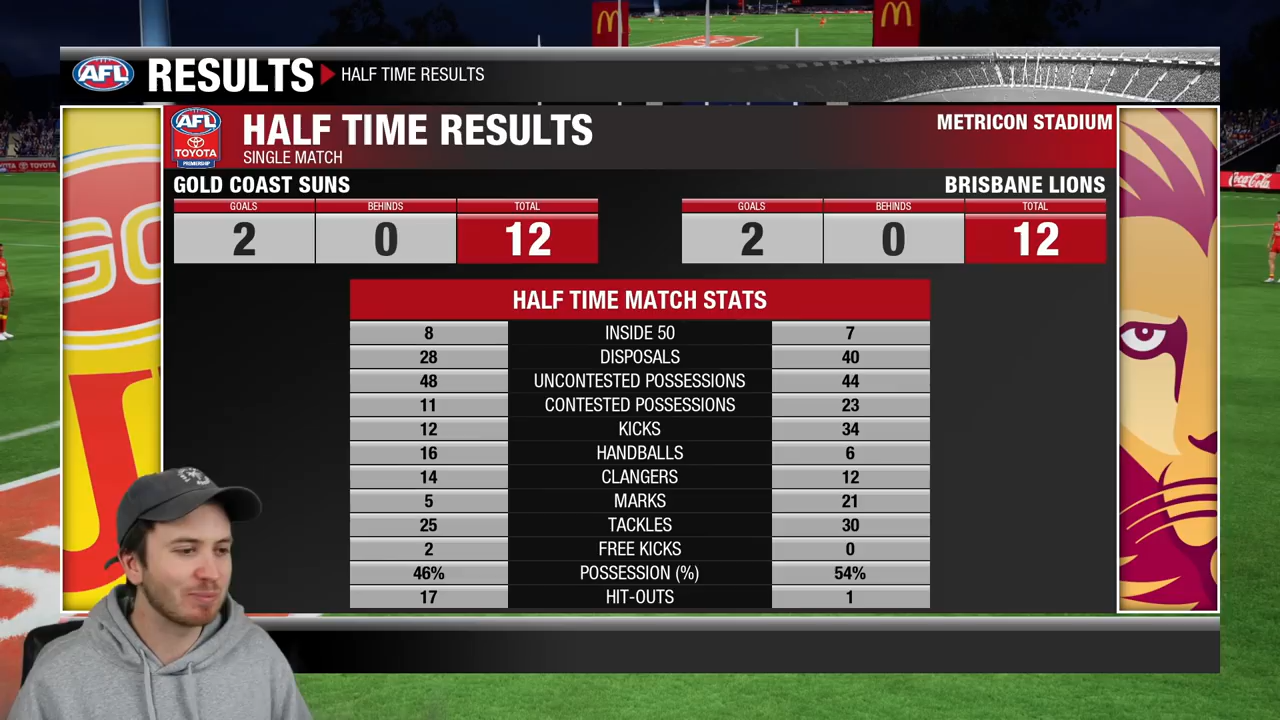 AFL RESULTS HALF TIME RESULTS
AFL
TOYOTA
PREMIERSHIP
HALF TIME RESULTS
SINGLE MATCH
METRICON STADIUM
GOLD COAST SUNS
BRISBANE LIONS
GOALS BEHINDS TOTAL GOALS BEHINDS TOTAL
2 0 12 2 0 12
HALF TIME MATCH STATS
8 INSIDE 50 7
28 DISPOSALS 40
48 UNCONTESTED POSSESSIONS 44
11 CONTESTED POSSESSIONS 23
12 KICKS 34
16 HANDBALLS 6
14 CLANGERS 12
5 MARKS 21
25 TACKLES 30
2 FREE KICKS 0
46% POSSESSION (%) 54%
17 HIT-OUTS 1
TOYOTA
Coca-Cola